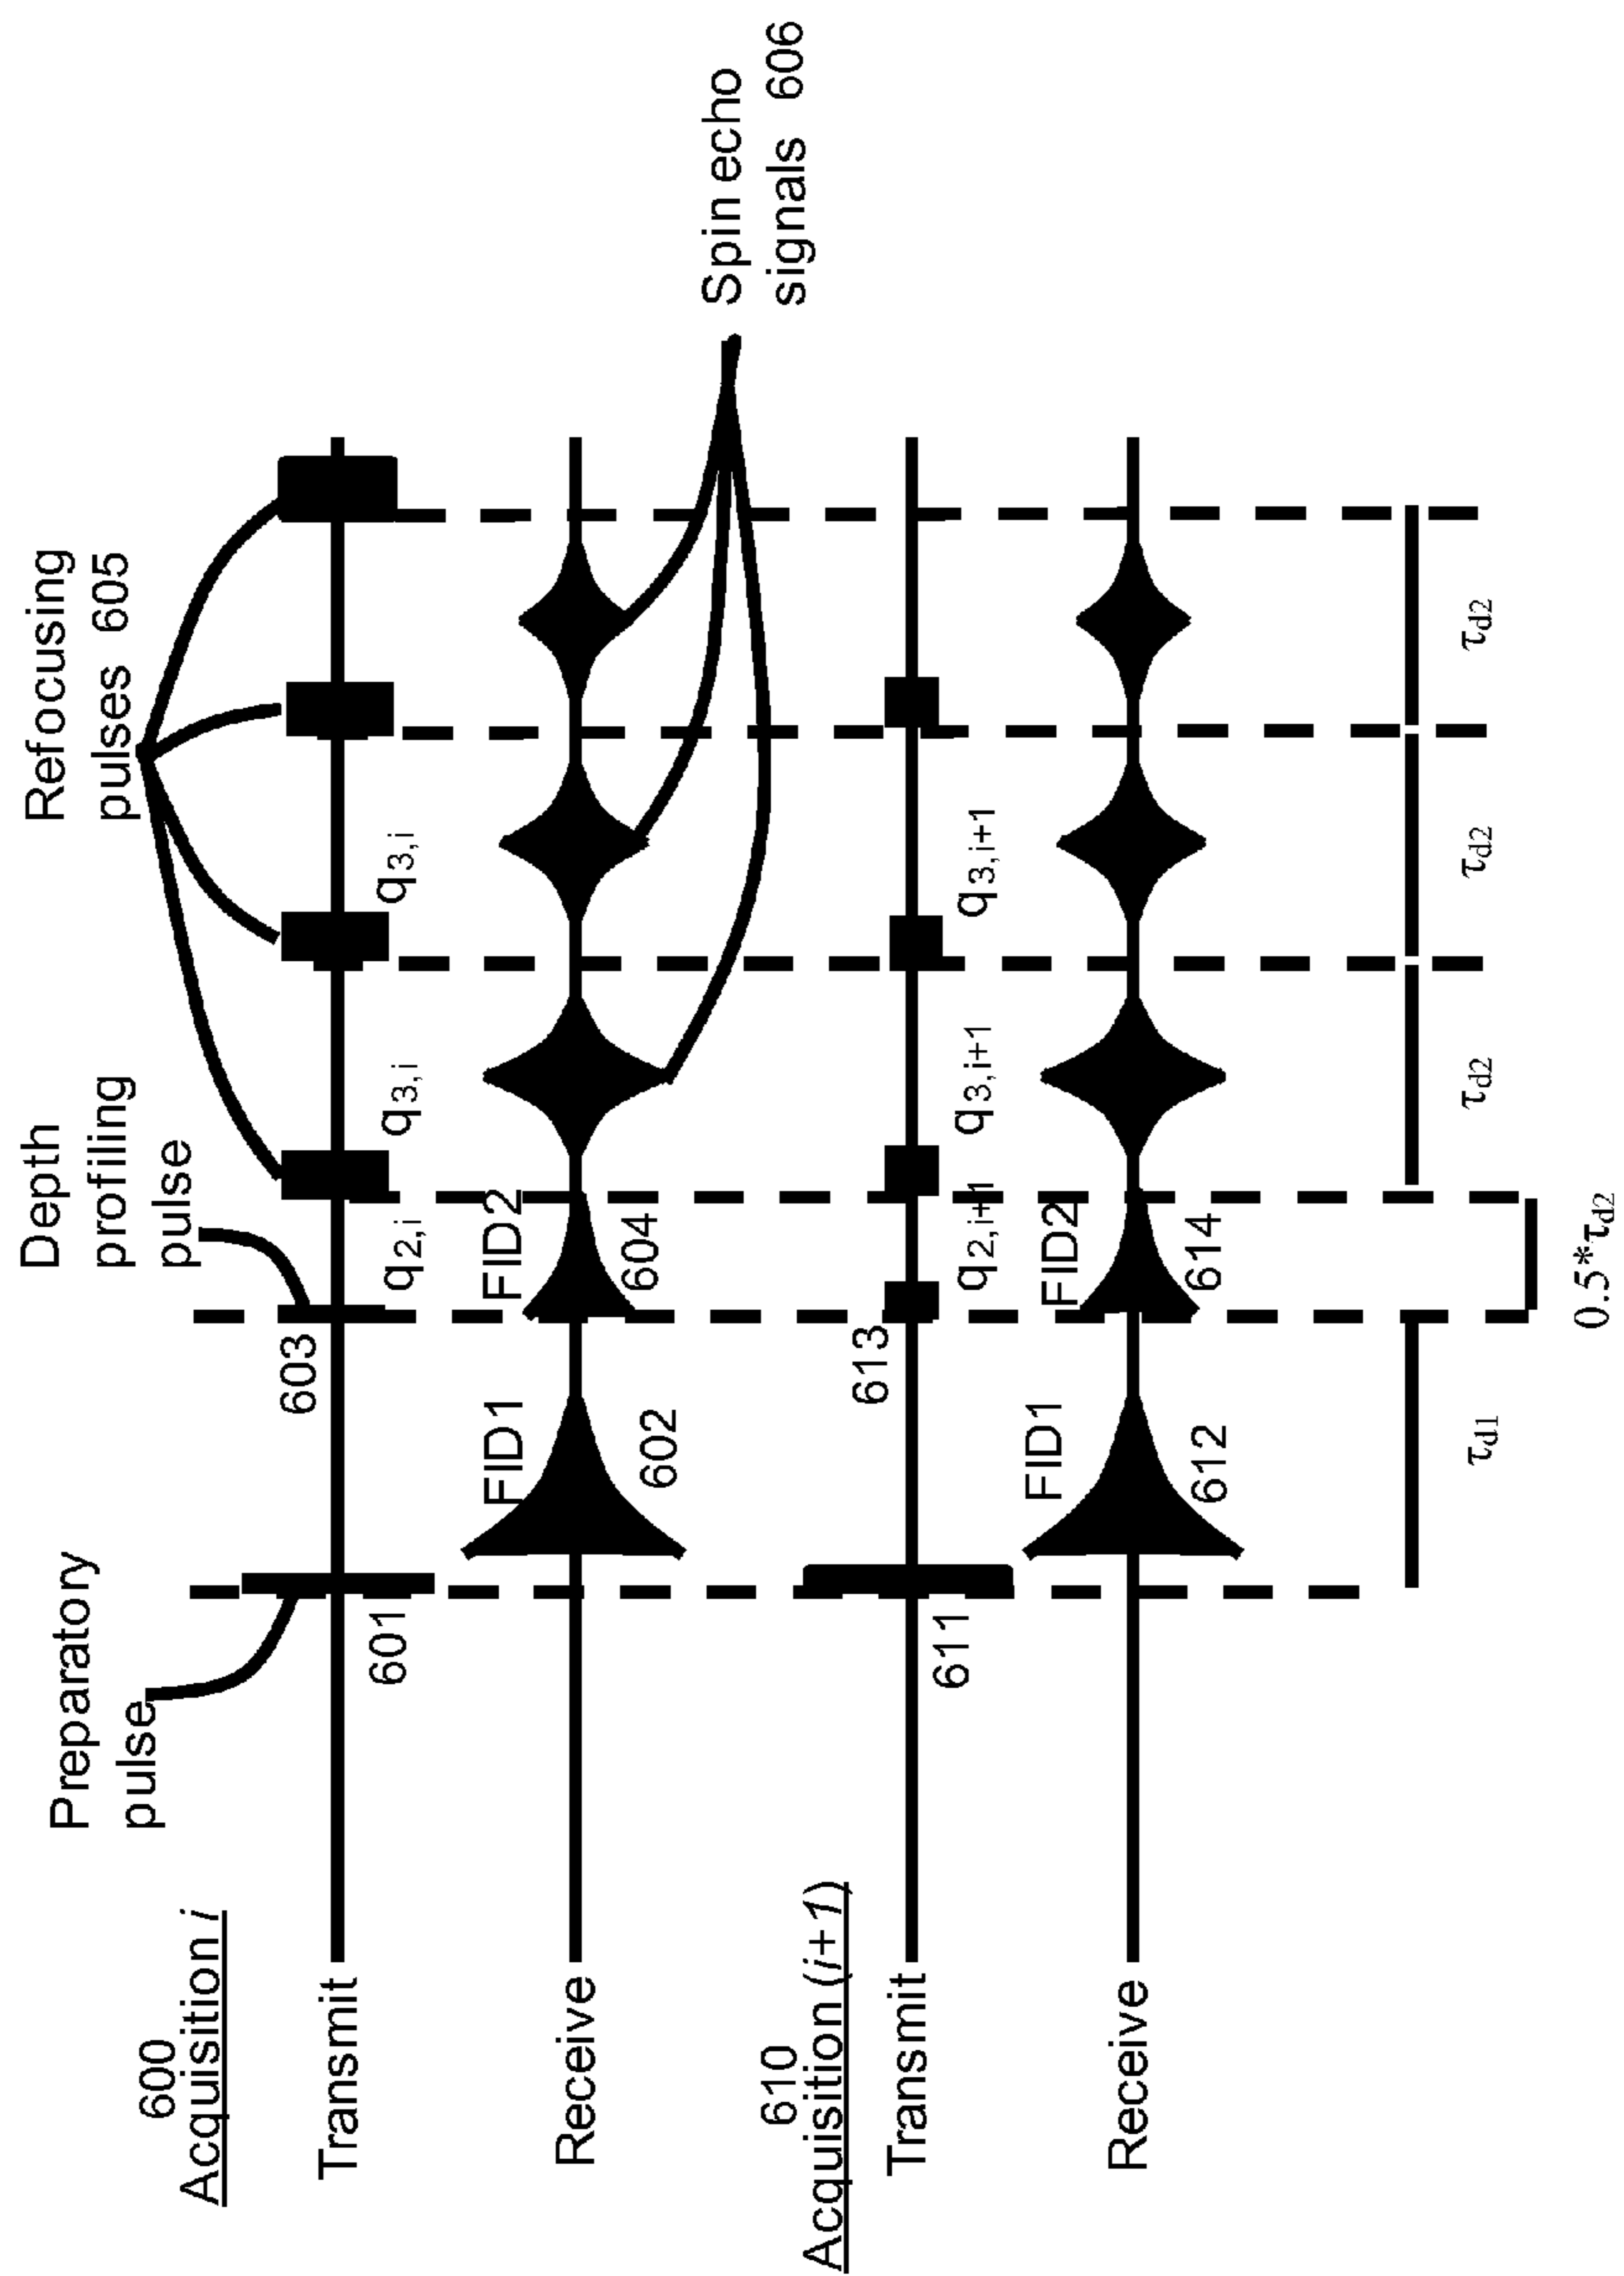 600
Acquisition i
Preparatory
pulse
Depth
profiling
pulse
Refocusing
pulses 605
Transmit
601
603
q2,i
q3,i
q3,i
Receive
FID1
602
FID2
604
Spin echo
signals 606
610
Acquisition (i+1)
Transmit
611
613
q2,i+1
q3,i+1
q3,i+1
Receive
FID1
612
FID2
614
τd1
τd2
τd2
τd2
0.5*τd2